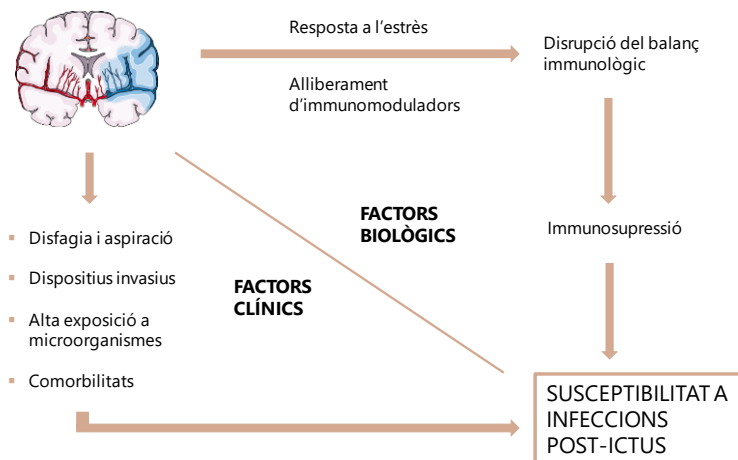 Resposta a l’estrès
Alliberament
d’immunomoduladors
Disrupció del balanç
immunològic
FACTORS
BIOLÒGICS
Immunosupressió
▪ Disfagia i aspiració
▪ Dispositius invasius
▪ Alta exposició a
microorganismes
▪ Comorbilitats
FACTORS
CLÍNICS
SUSCEPTIBILITAT A
INFECCIONS
POST-ICTUS